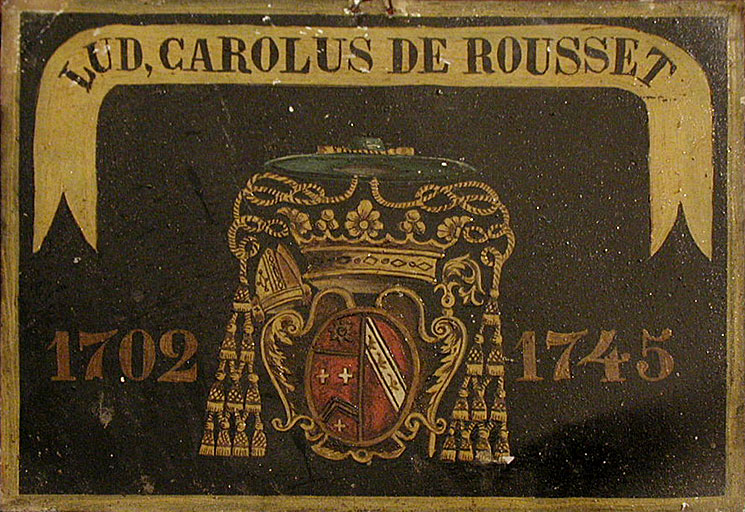 LUD, CAROLUS DE ROUSSET
1702 1745